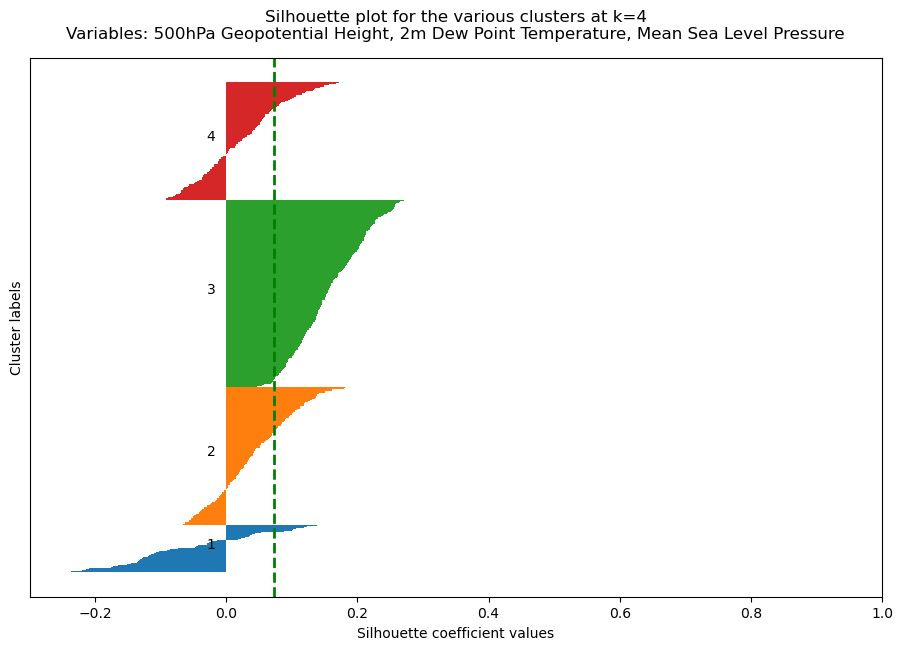 Silhouette plot for the various clusters at k=4
Variables: 500hPa Geopotential Height, 2m Dew Point Temperature, Mean Sea Level Pressure
4
3
2
1
Cluster labels
−0.2 0.0 0.2 0.4 0.6 0.8 1.0
Silhouette coefficient values